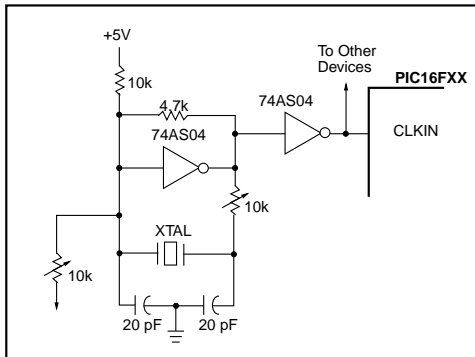 +5V
To Other
Devices
10k
4.7k
74AS04
PIC16FXX
74AS04
CLKIN
10k
XTAL
10k
20 pF
20 pF